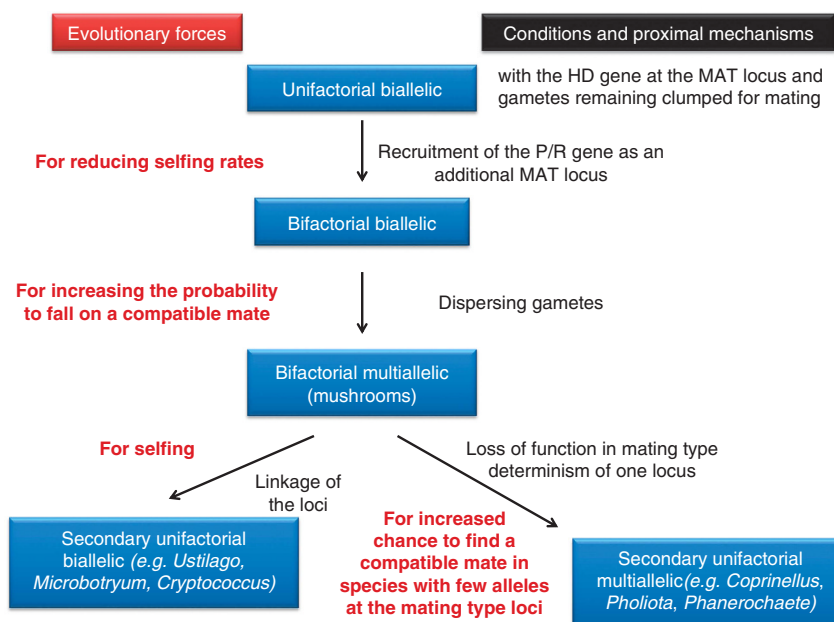 Evolutionary forces
Conditions and proximal mechanisms
Unifactorial biallelic
with the HD gene at the MAT locus and
gametes remaining clumped for mating
For reducing selfing rates
Recruitment of the P/R gene as an
additional MAT locus
Bifactorial biallelic
For increasing the probability
to fall on a compatible mate
Dispersing gametes
Bifactorial multiallelic
(mushrooms)
For selfing
Linkage of
the loci
Loss of function in mating type
determinism of one locus
Secondary unifactorial
biallelic (e.g. Ustilago,
Microbotryum, Cryptococcus)
For increased
chance to find a
compatible mate in
species with few alleles
at the mating type loci
Secondary unifactorial
multiallelic(e.g. Coprinellus,
Pholiota, Phanerochaete)